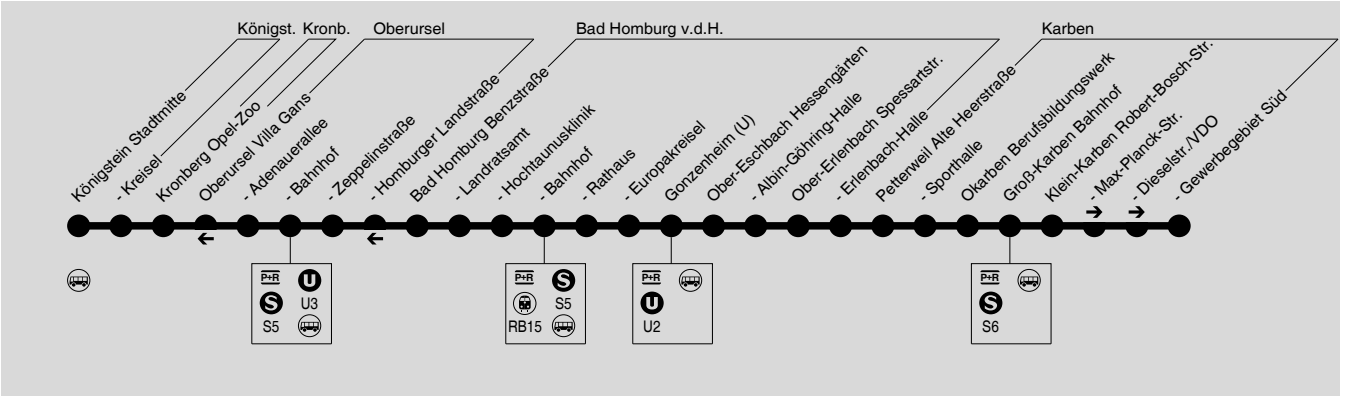 Königst.
Kronb.
Oberursel
Bad Homburg v.d.H.
Karben
Königstein Stadtmitte
- Kreisel
Kronberg Opel-Zoo
Oberursel Villa Gans
- Adenauerallee
- Bahnhof
- Zeppelinstraße
- Homburger Landstraße
Bad Homburg Benzstraße
- Landratsamt
- Hochtaunusklinik
- Bahnhof
- Rathaus
- Europakreisel
Gonzenheim (U)
Ober-Eschbach Hessengärten
- Albin-Göhring-Halle
Ober-Erlenbach Spessartstr.
- Erlenbach-Halle
Petterweil Alte Heerstraße
- Sporthalle
Okarben Berufsbildungswerk
Groß-Karben Bahnhof
Klein-Karben Robert-Bosch-Str.
- Max-Planck-Str.
- Dieselstr./VDO
- Gewerbegebiet Süd
P+R U
S U3
S5
P+R S
S5
RB15
P+R
U
U2
P+R
S
S6